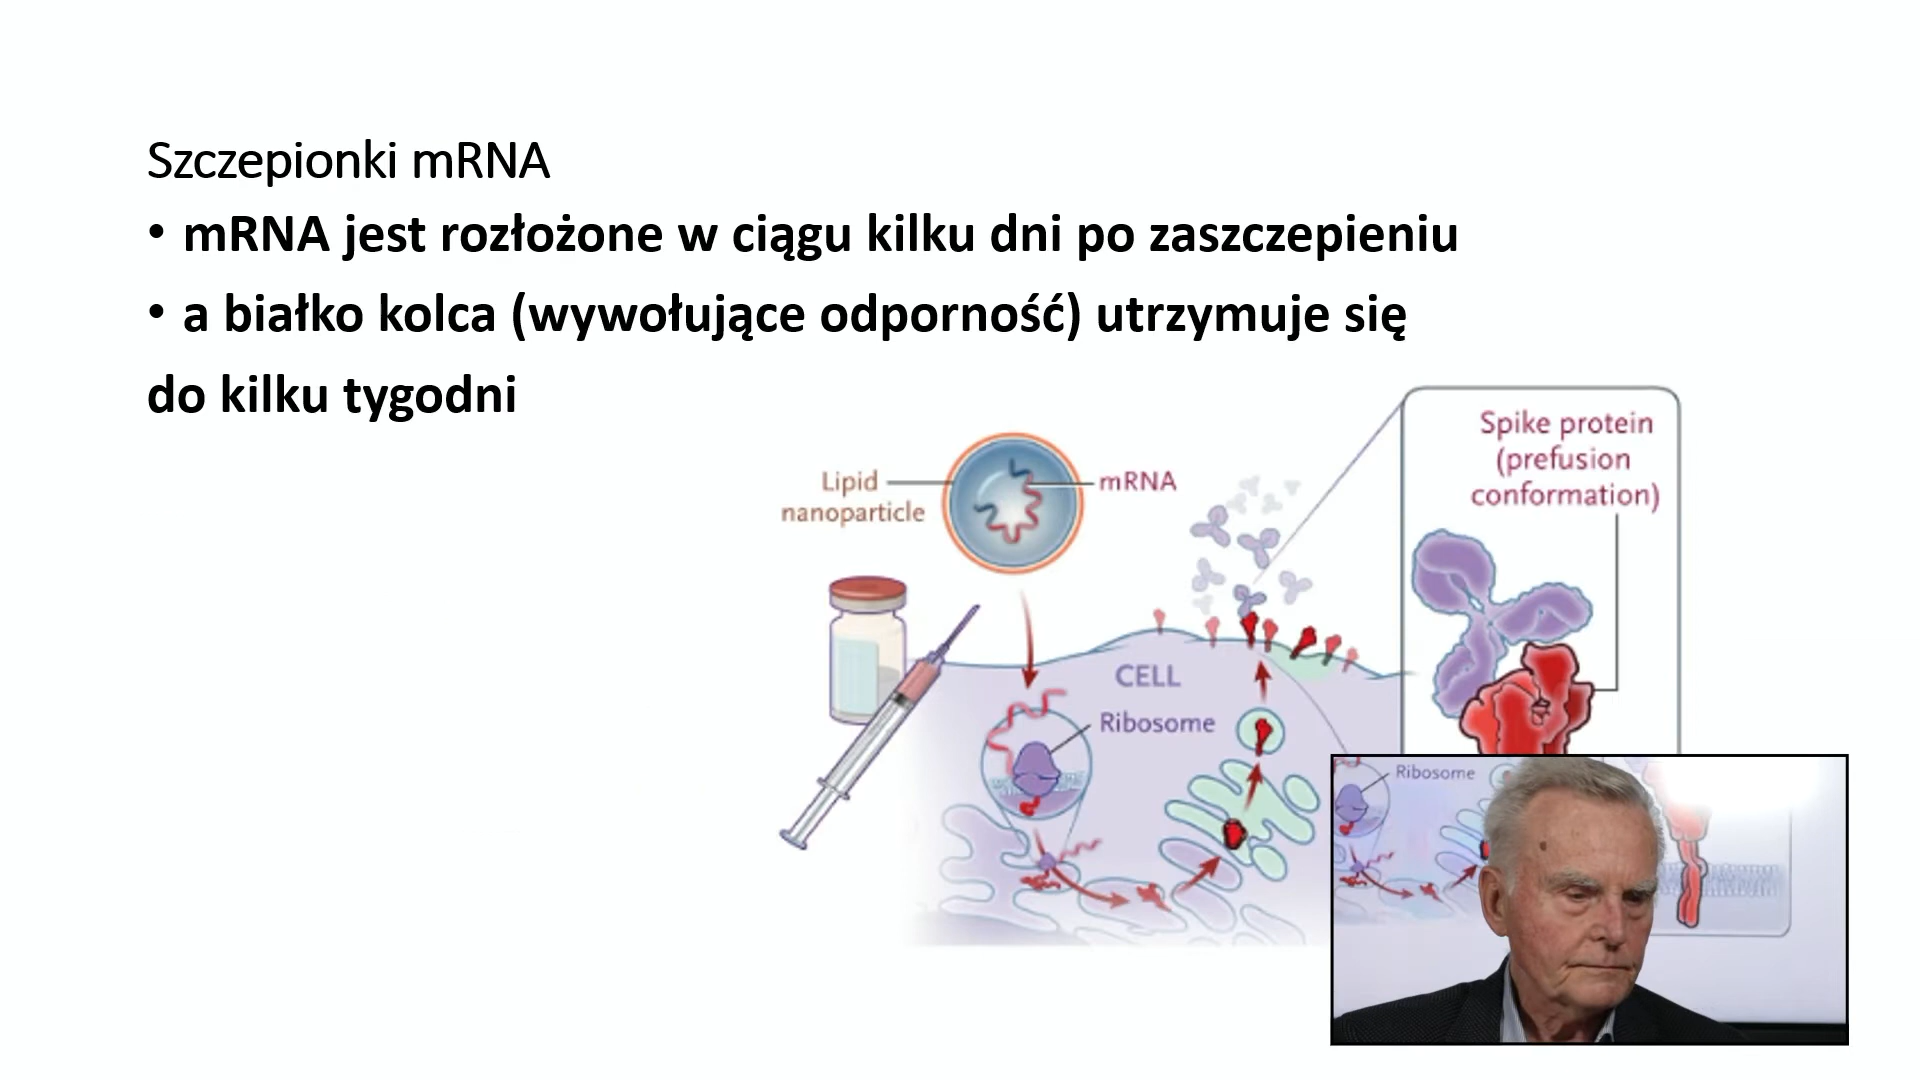 Szczepionki mRNA
• mRNA jest rozłożone w ciągu kilku dni po zaszczepieniu
• a białko kolca (wywołujące odporność) utrzymuje się
do kilku tygodni
Spike protein
(prefusion
conformation)
Lipid
nanoparticle
mRNA
CELL
Ribosome
Ribosome